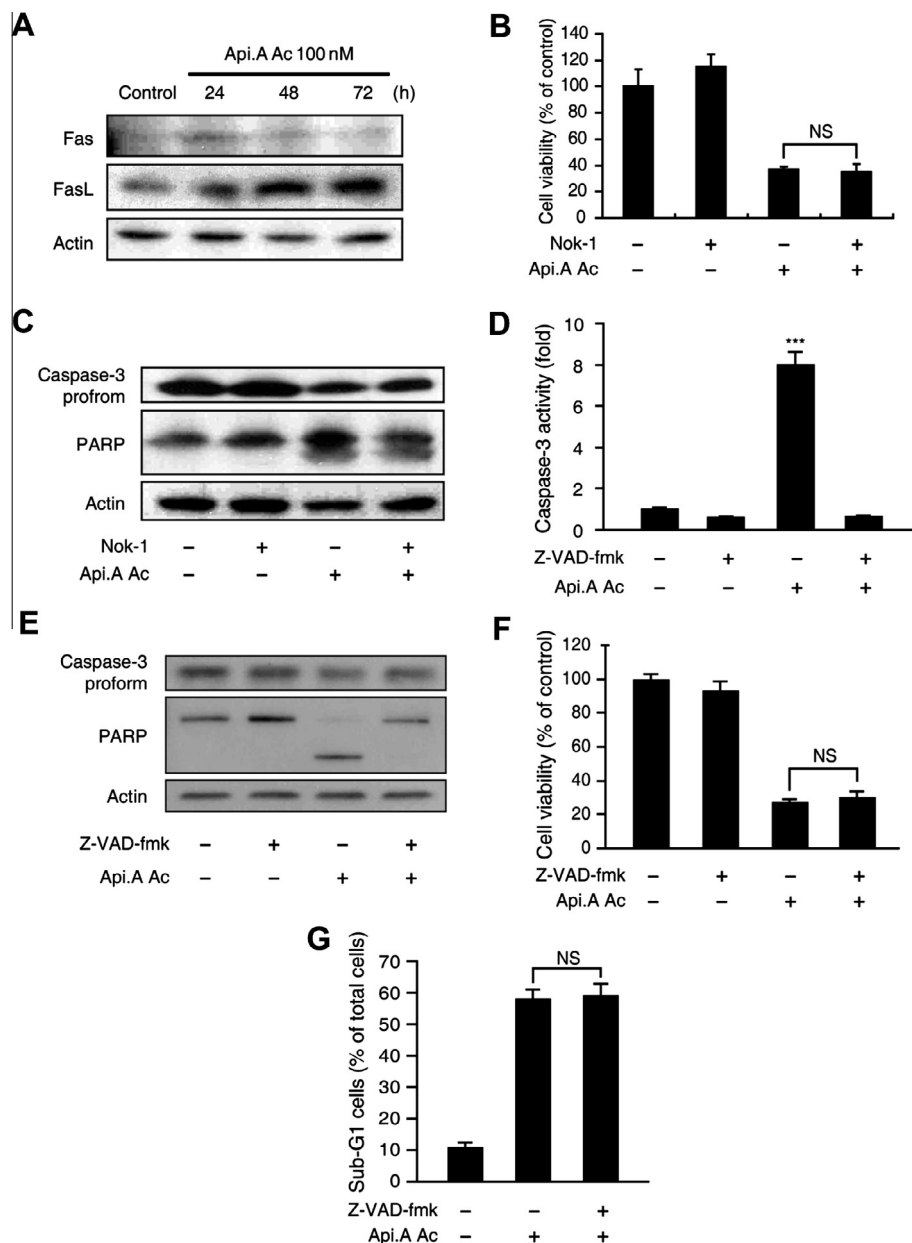 A
Api.A Ac 100 nM
Control 24 48 72 (h)
Fas
FasL
Actin
B
Cell viability (% of control)
140
120
100
80
60
40
20
0
NS
Nok-1 – + – +
Api.A Ac – – + +
C
Caspase-3
profrom
PARP
Actin
Nok-1 – + – +
Api.A Ac – – + +
D
Caspase-3 activity (fold)
10
8
6
4
2
0
***
Z-VAD-fmk – + – +
Api.A Ac – – + +
E
Caspase-3
proform
PARP
Actin
Z-VAD-fmk – + – +
Api.A Ac – – + +
F
Cell viability (% of control)
120
100
80
60
40
20
0
NS
Z-VAD-fmk – + – +
Api.A Ac – – + +
G
Sub-G1 cells (% of total cells)
70
60
50
40
30
20
10
0
NS
Z-VAD-fmk – – +
Api.A Ac – + +